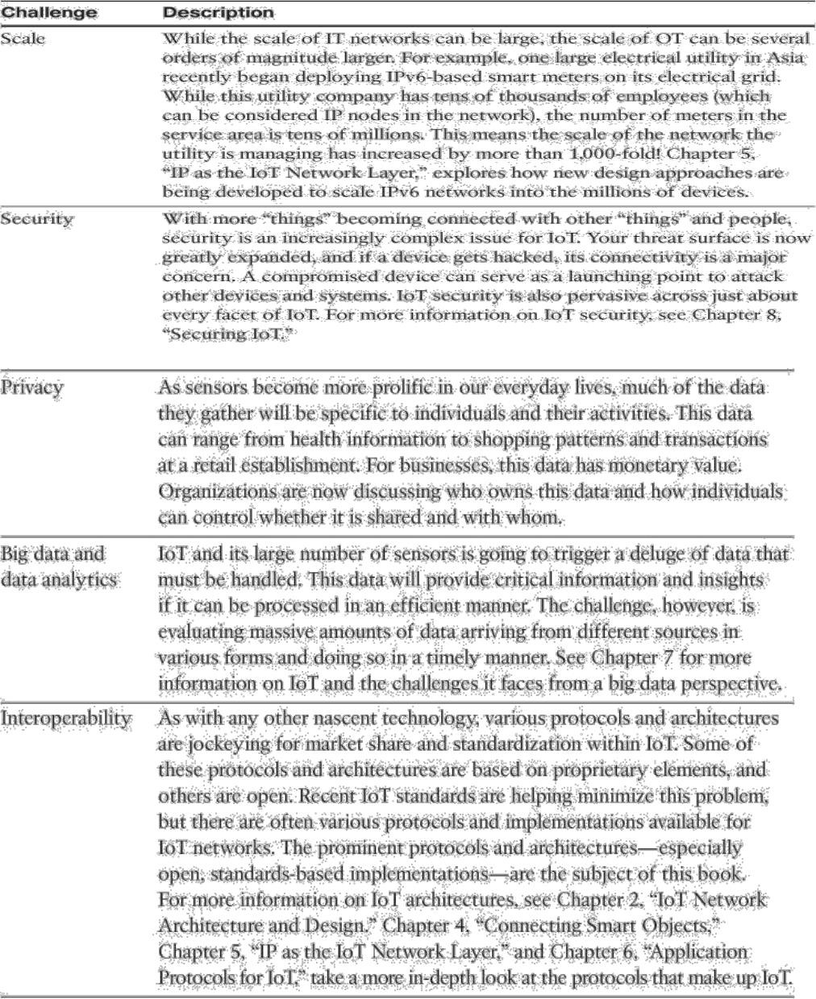 Challenge Description
Scale While the scale of IT networks can be large, the scale of OT can be several
orders of magnitude larger. For example, one large electrical utility in Asia
recently began deploying IPv6-based smart meters on its electrical grid.
While this utility company has tens of thousands of employees (which
can be considered IP nodes in the network), the number of meters in the
service area is tens of millions. This means the scale of the network the
utility is managing has increased by more than 1,000-fold! Chapter 5,
“IP as the IoT Network Layer,” explores how new design approaches are
being developed to scale IPv6 networks into the millions of devices.
Security With more “things” becoming connected with other “things” and people,
security is an increasingly complex issue for IoT. Your threat surface is now
greatly expanded, and if a device gets hacked, its connectivity is a major
concern. A compromised device can serve as a launching point to attack
other devices and systems. IoT security is also pervasive across just about
every facet of IoT. For more information on IoT security, see Chapter 8,
“Securing IoT.”
Privacy As sensors become more prolific in our everyday lives, much of the data
they gather will be specific to individuals and their activities. This data
can range from health information to shopping patterns and transactions
at a retail establishment. For businesses, this data has monetary value.
Organizations are now discussing who owns this data and how individuals
can control whether it is shared and with whom.
Big data and IoT and its large number of sensors is going to trigger a deluge of data that
data analytics must be handled. This data will provide critical information and insights
if it can be processed in an efficient manner. The challenge, however, is
evaluating massive amounts of data arriving from different sources in
various forms and doing so in a timely manner. See Chapter 7 for more
information on IoT and the challenges it faces from a big data perspective.
Interoperability As with any other nascent technology, various protocols and architectures
are jockeying for market share and standardization within IoT. Some of
these protocols and architectures are based on proprietary elements, and
others are open. Recent IoT standards are helping minimize this problem,
but there are often various protocols and implementations available for
IoT networks. The prominent protocols and architectures—especially
open, standards-based implementations—are the subject of this book.
For more information on IoT architectures, see Chapter 2, “IoT Network
Architecture and Design.” Chapter 4, “Connecting Smart Objects,”
Chapter 5, “IP as the IoT Network Layer,” and Chapter 6, “Application
Protocols for IoT,” take a more in-depth look at the protocols that make up IoT.